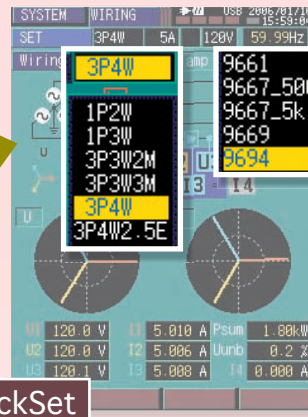 SYSTEM WIRING USB 2006/01/10
15:59:0
SET 3P4W 5A 120V 59.99Hz
Wirin amp
3P4W
1P2W
1P3W
3P3W2M
3P3W3M
3P4W
3P4W2.5E
9661
9667_500
9667_5k
9669
9694
U
I3 I4
U
U1 120.0 V I1 5.010 A Psum 1.80kW
U2 120.0 V I2 5.006 A Uunb 0.2 %
U3 120.1 V I3 5.008 A I4 0.000 A
ckSet